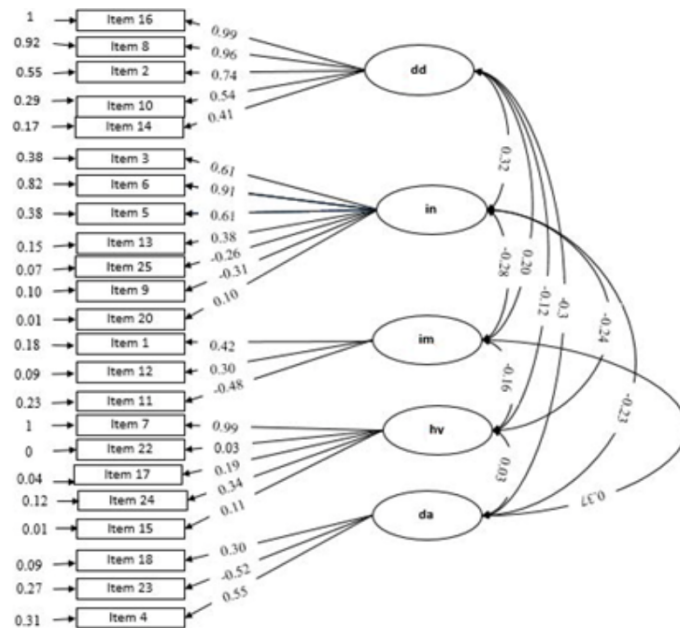 1 Item 16 0.99
0.92 Item 8 0.96
0.55 Item 2 0.74
0.29 Item 10 0.54
0.17 Item 14 0.41
dd
0.38 Item 3 0.61
0.82 Item 6 0.91
0.38 Item 5 0.61
0.15 Item 13 0.38
0.07 Item 25 -0.26
0.10 Item 9 -0.31
0.01 Item 20 0.10
in
0.18 Item 1 0.42
0.09 Item 12 0.30
0.23 Item 11 -0.48
im
1 Item 7 0.99
0 Item 22 0.03
0.04 Item 17 0.19
0.12 Item 24 0.34
0.01 Item 15 0.11
hv
0.09 Item 18 0.30
0.27 Item 23 -0.52
0.31 Item 4 0.55
da
0.32
-0.28
0.20
-0.12
-0.3
-0.24
-0.16
-0.23
0.03
0.37